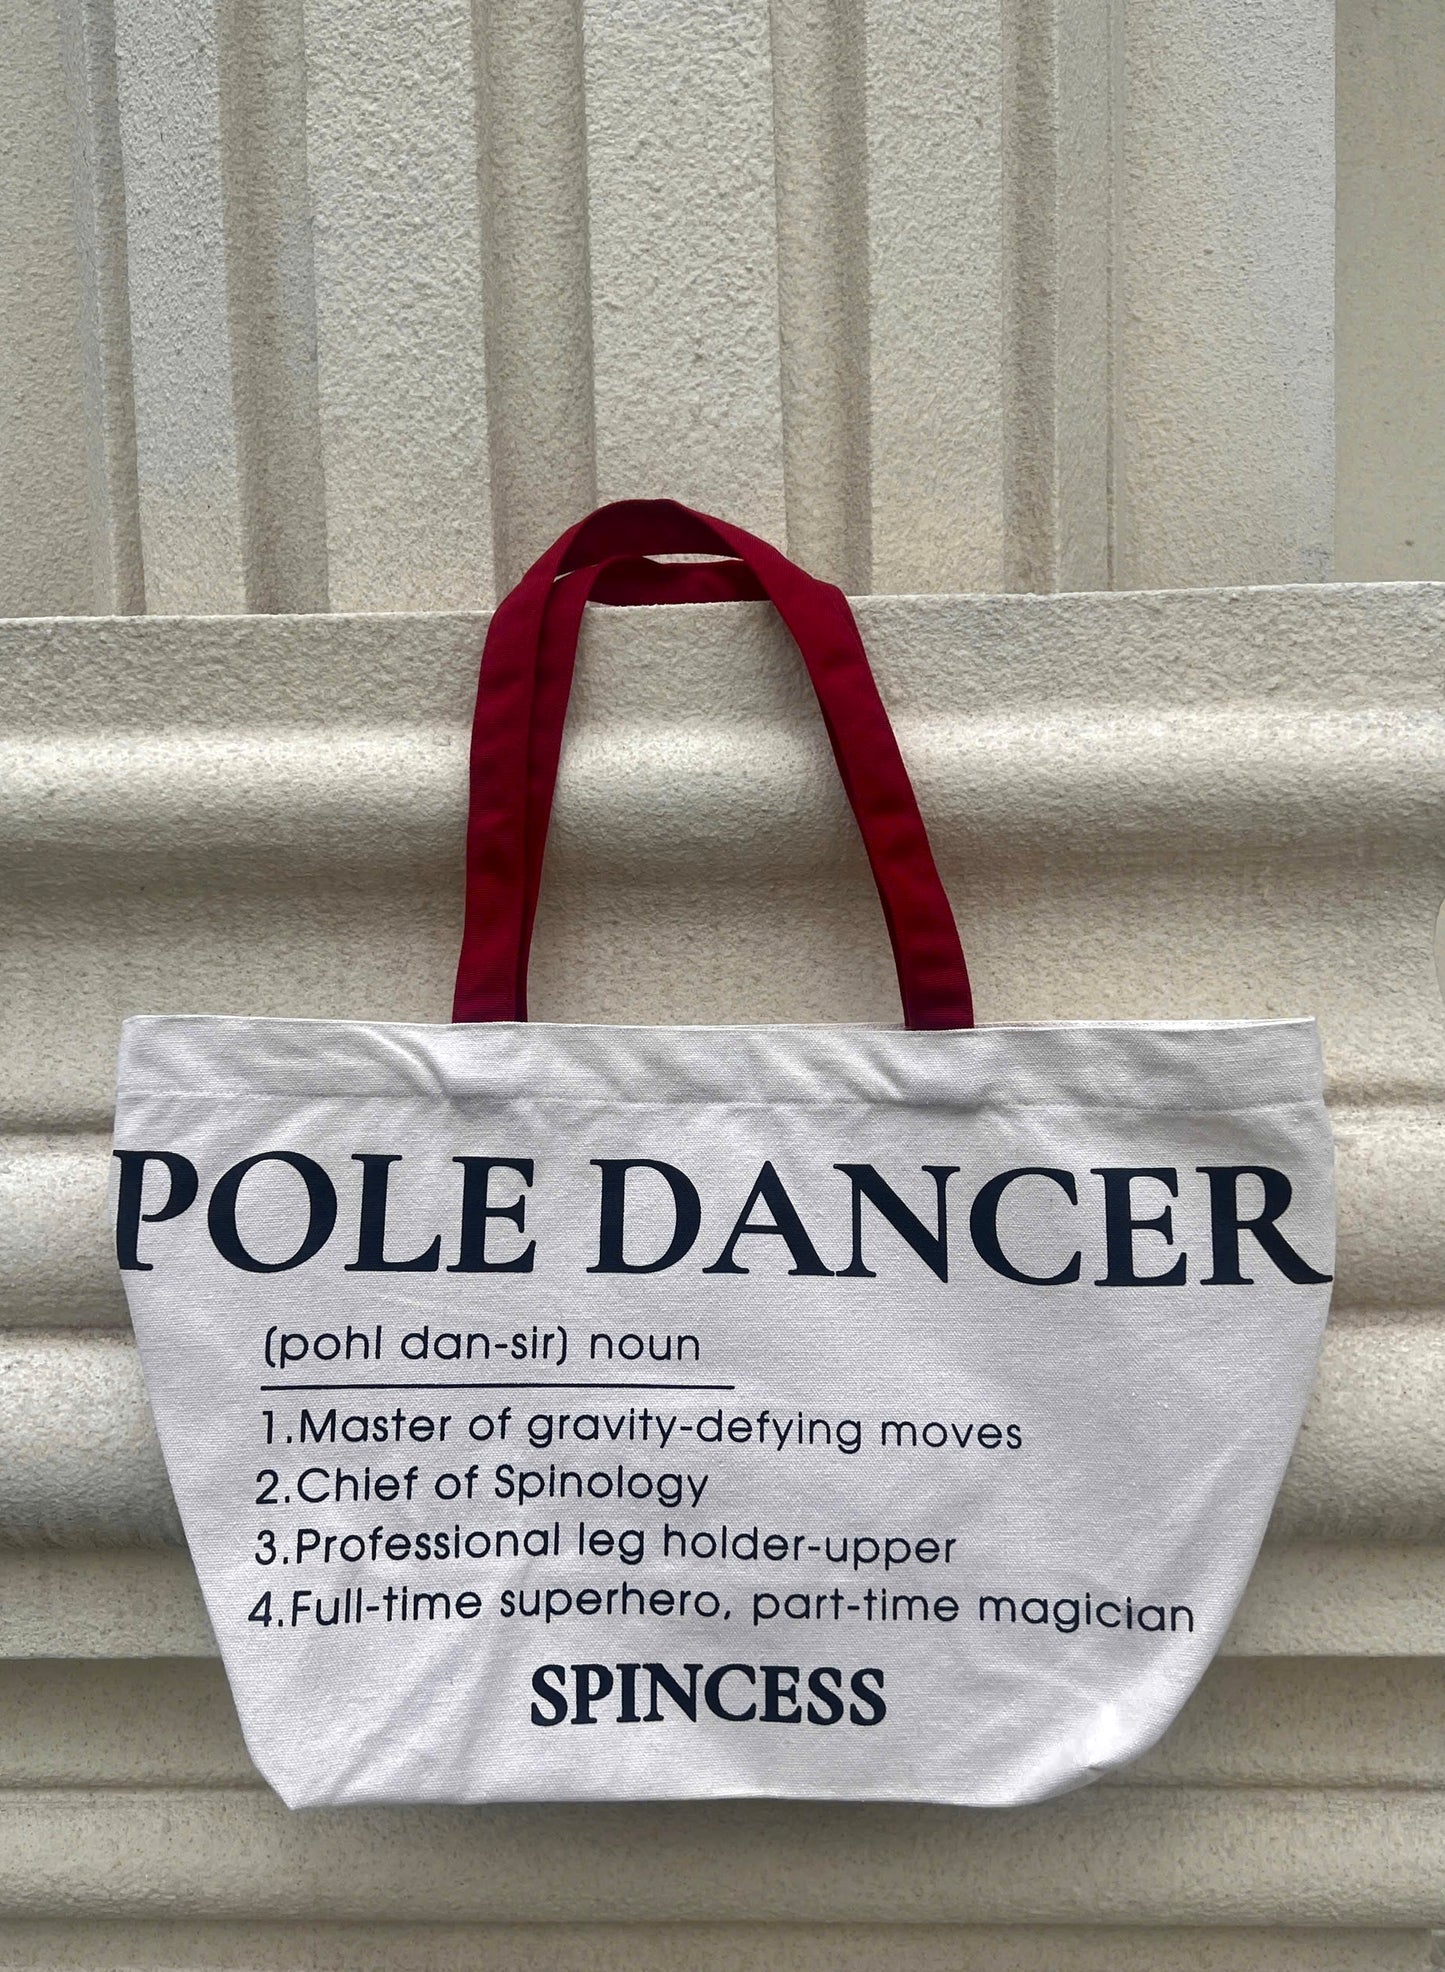 POLE DANCER
(pohl dan-sir) noun
1.Master of gravity-defying moves
2.Chief of Spinology
3.Professional leg holder-upper
4.Full-time superhero, part-time magician
SPINCESS